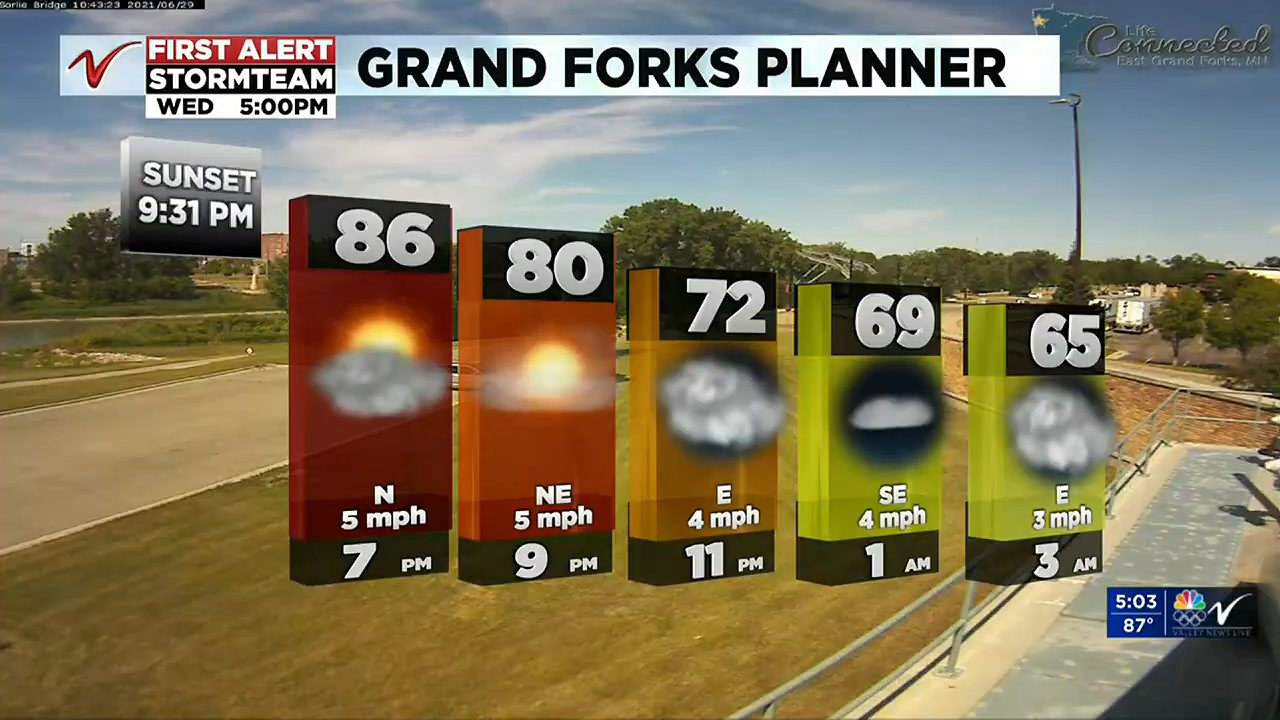 Sorlie Bridge 10:43:23 2021/06/29
Life
Connected
East Grand Forks, MN
FIRST ALERT
STORMTEAM
WED 5:00PM
GRAND FORKS PLANNER
SUNSET
9:31 PM
86
80
72
69
65
N
5 mph
NE
5 mph
E
4 mph
SE
4 mph
E
3 mph
7 PM
9 PM
11 PM
1 AM
3 AM
5:03
87°
VALLEY NEWS LIVE